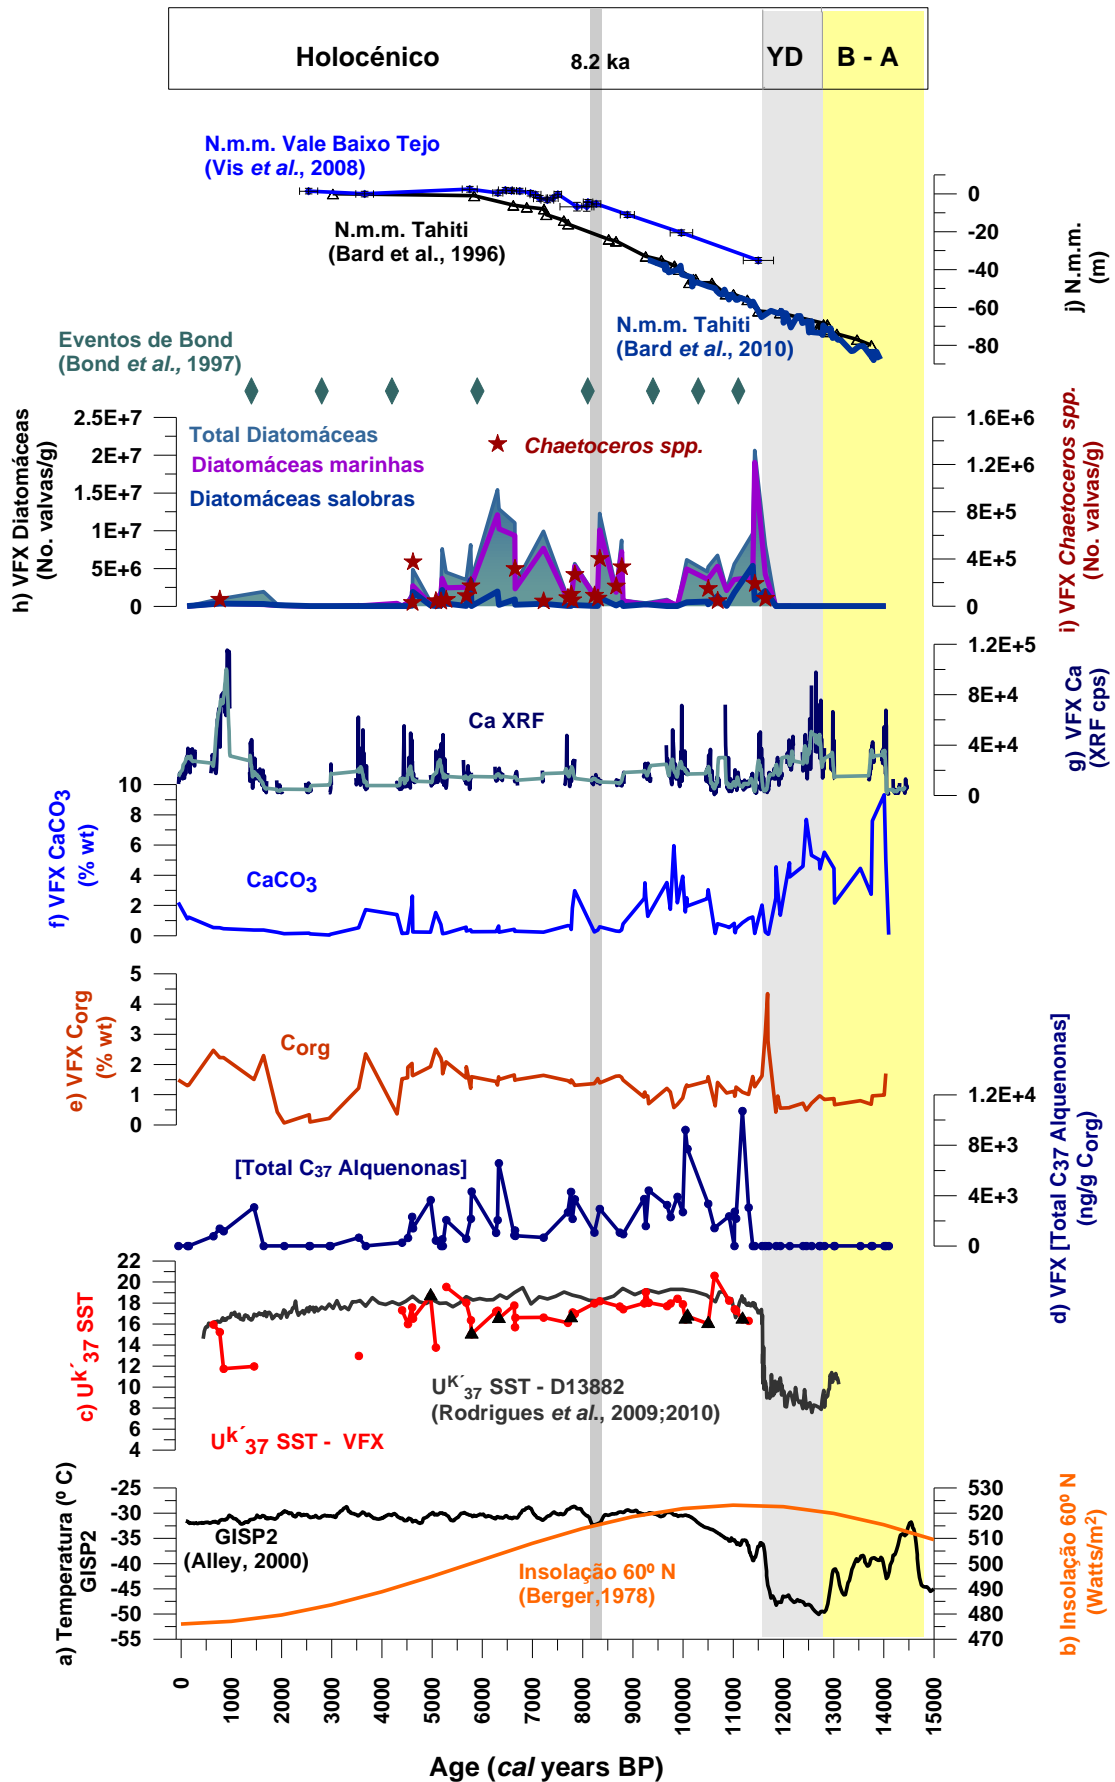 Holocénico
8.2 ka
YD
B - A
N.m.m. Vale Baixo Tejo
(Vis et al., 2008)
N.m.m. Tahiti
(Bard et al., 1996)
N.m.m. Tahiti
(Bard et al., 2010)
0
-20
-40
-60
-80
j) N.m.m.
(m)
Eventos de Bond
(Bond et al., 1997)
h) VFX Diatomáceas
(No. valvas/g)
2.5E+7
2E+7
1.5E+7
1E+7
5E+6
0
Total Diatomáceas
Diatomáceas marinhas
Diatomáceas salobras
Chaetoceros spp.
1.6E+6
1.2E+6
8E+5
4E+5
0
i) VFX Chaetoceros spp.
(No. valvas/g)
Ca XRF
1.2E+5
8E+4
4E+4
0
g) VFX Ca
(XRF cps)
f) VFX CaCO3
(% wt)
10
8
6
4
2
0
CaCO3
e) VFX Corg
(% wt)
5
4
3
2
1
0
Corg
[Total C37 Alquenonas]
1.2E+4
8E+3
4E+3
0
d) VFX [Total C37 Alquenonas]
(ng/g Corg)
c) Uk´37 SST
22
20
18
16
14
12
10
8
6
4
UK´37 SST - D13882
(Rodrigues et al., 2009;2010)
Uk´37 SST - VFX
a) Temperatura (º C)
GISP2
-25
-30
-35
-40
-45
-50
-55
GISP2
(Alley, 2000)
Insolação 60º N
(Berger,1978)
530
520
510
500
490
480
470
b) Insolação 60º N
(Watts/m2)
0
1000
2000
3000
4000
5000
6000
7000
8000
9000
10000
11000
12000
13000
14000
15000
Age (cal years BP)